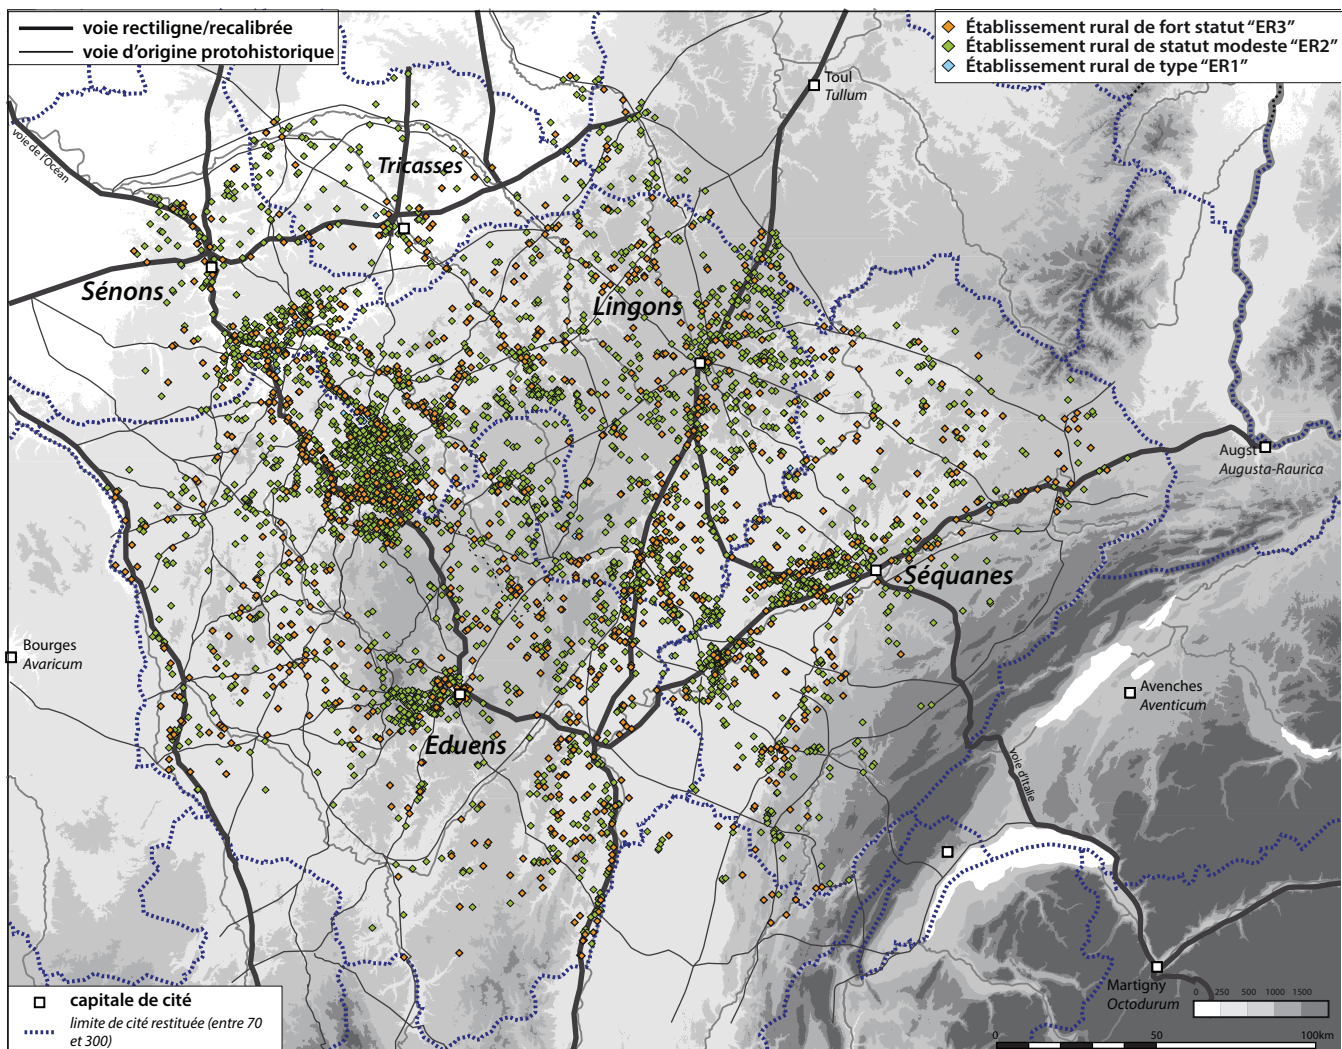 voie rectiligne/recalibrée
voie d'origine protohistorique
Établissement rural de fort statut “ER3”
Établissement rural de statut modeste “ER2”
Établissement rural de type “ER1”
Toul
Tullum
voie de l'Océan
Tricasses
Sénons
Lingons
Augst
Augusta-Raurica
Séquanes
Bourges
Avaricum
Avenches
Aventicum
Eduens
voie d'Italie
Martigny
Octodurum
capitale de cité
limite de cité restituée (entre 70
et 300)
0 250 500 1000 1500
0 50 100km